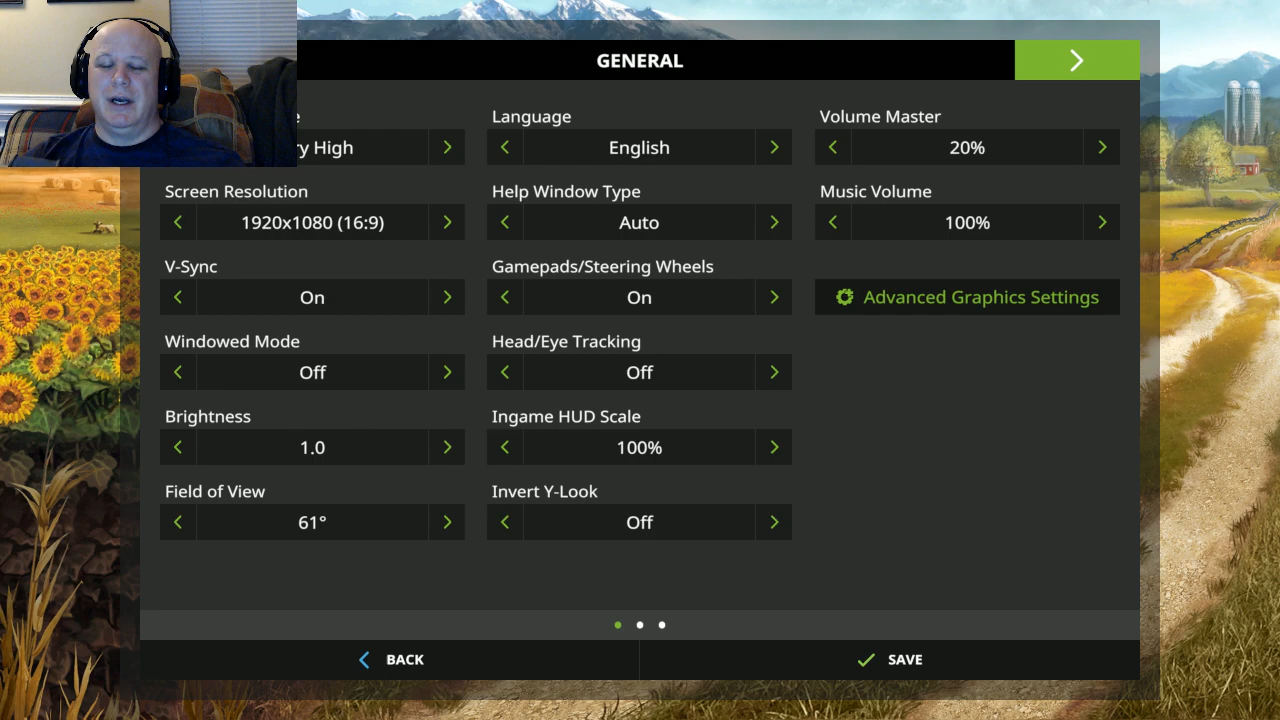 GENERAL
Language
Volume Master
High
English
20%
Screen Resolution
Help Window Type
Music Volume
1920x1080 (16:9)
Auto
100%
V-Sync
Gamepads/Steering Wheels
On
On
Advanced Graphics Settings
Windowed Mode
Head/Eye Tracking
Off
Off
Brightness
Ingame HUD Scale
1.0
100%
Field of View
Invert Y-Look
61°
Off
BACK
SAVE